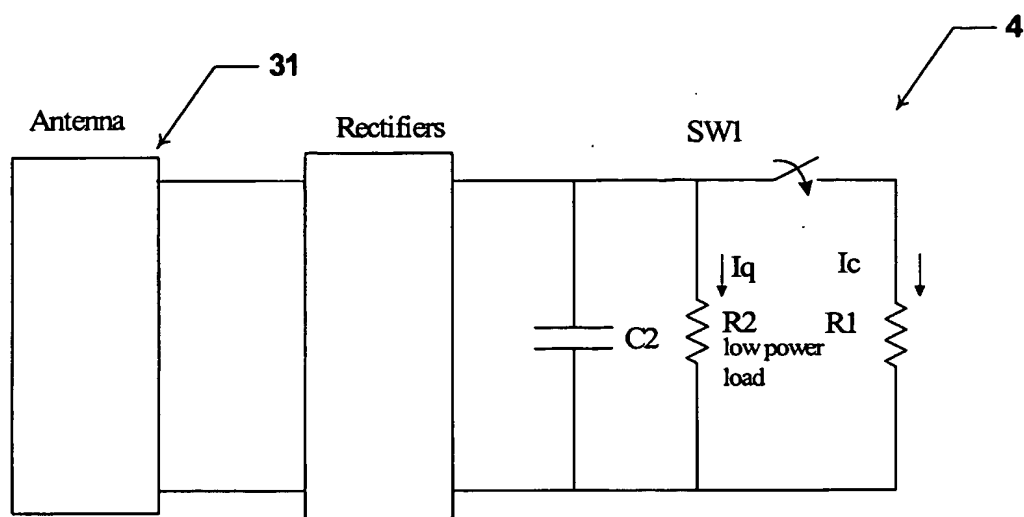 4
31
Antenna
Rectifiers
SW1
Iq
Ic
C2
R2
low power
load
R1